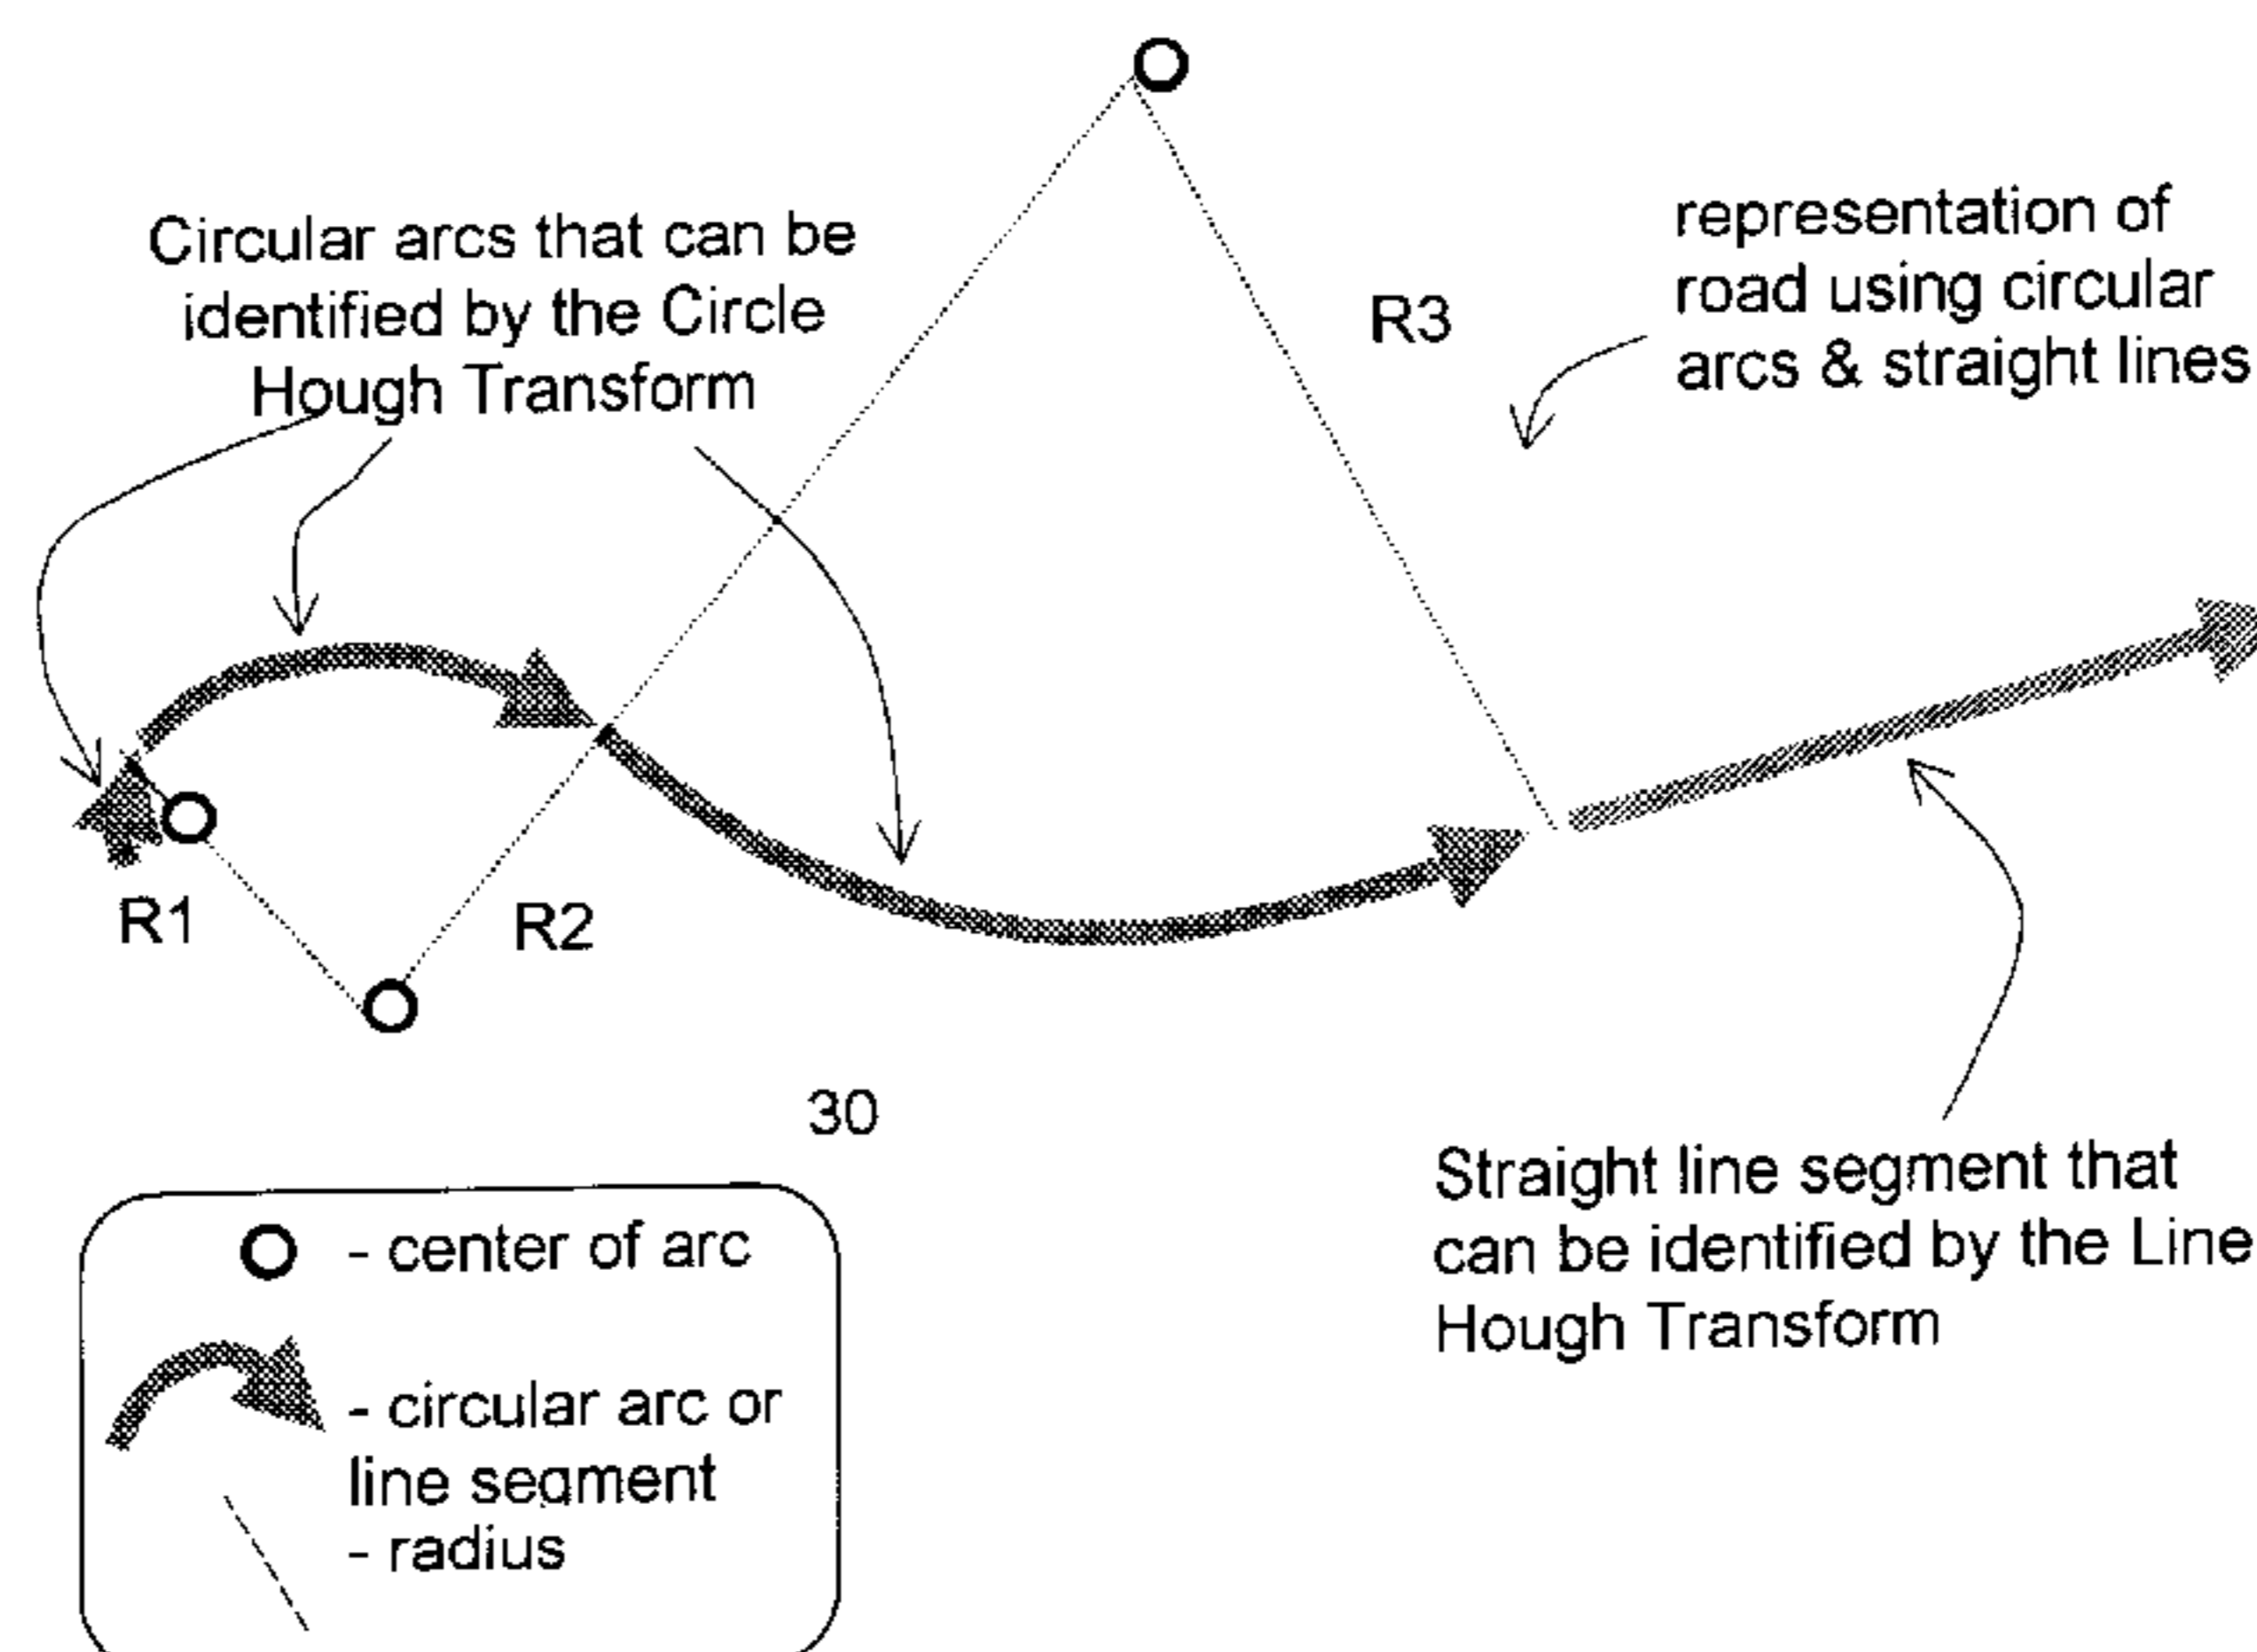 Circular arcs that can be
identified by the Circle
Hough Transform
representation of
road using circular
arcs & straight lines
R3
R1
R2
30
Straight line segment that
can be identified by the Line
Hough Transform
- center of arc
- circular arc or
line segment
- radius